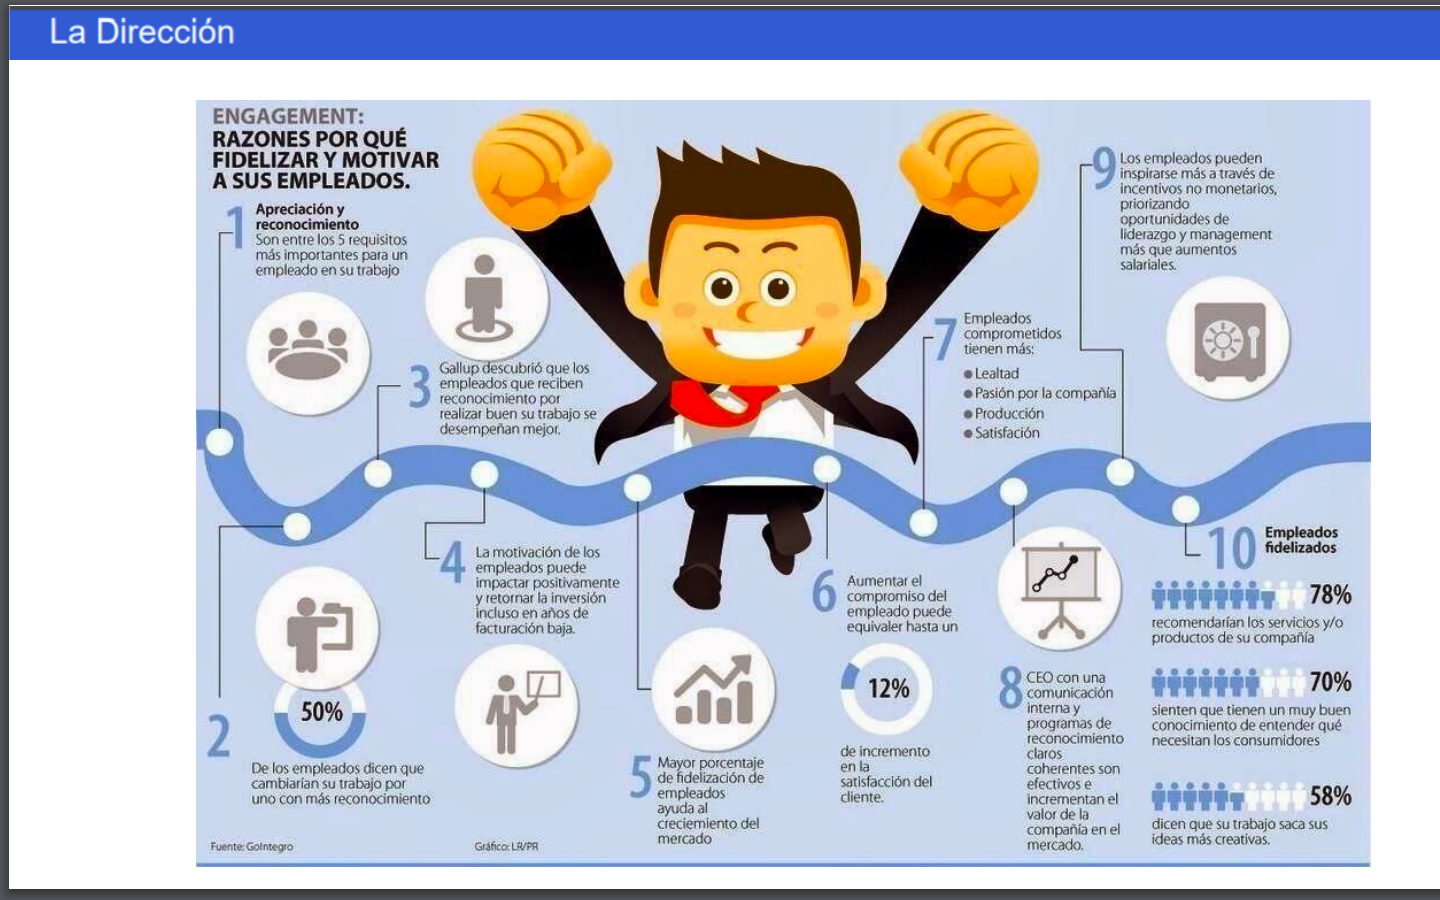 La Dirección
ENGAGEMENT:
RAZONES POR QUÉ
FIDELIZAR Y MOTIVAR
A SUS EMPLEADOS.
1
Apreciación y
reconocimiento
Son entre los 5 requisitos
más importantes para un
empleado en su trabajo
2
50%
De los empleados dicen que
cambiarían su trabajo por
uno con más reconocimiento
3
Gallup descubrió que los
empleados que reciben
reconocimiento por
realizar buen su trabajo se
desempeñan mejor.
4
La motivación de los
empleados puede
impactar positivamente
y retornar la inversión
incluso en años de
facturación baja.
5
Mayor porcentaje
de fidelización de
empleados
ayuda al
creciemiento del
mercado
6
Aumentar el
compromiso del
empleado puede
equivaler hasta un
12%
de incremento
en la
satisfacción del
cliente.
7
Empleados
comprometidos
tienen más:
Lealtad
Pasión por la compañía
Producción
Satisfacción
8
CEO con una
comunicación
interna y
programas de
reconocimiento
claros
coherentes son
efectivos e
incrementan el
valor de la
compañía en el
mercado.
9
Los empleados pueden
inspirarse más a través de
incentivos no monetarios,
priorizando
oportunidades de
liderazgo y management
más que aumentos
salariales.
10
Empleados
fidelizados
78%
recomendarían los servicios y/o
productos de su compañía
70%
sienten que tienen un muy buen
conocimiento de entender qué
necesitan los consumidores
58%
dicen que su trabajo saca sus
ideas más creativas.
Fuente: GoIntegro
Gráfico: LR/PR